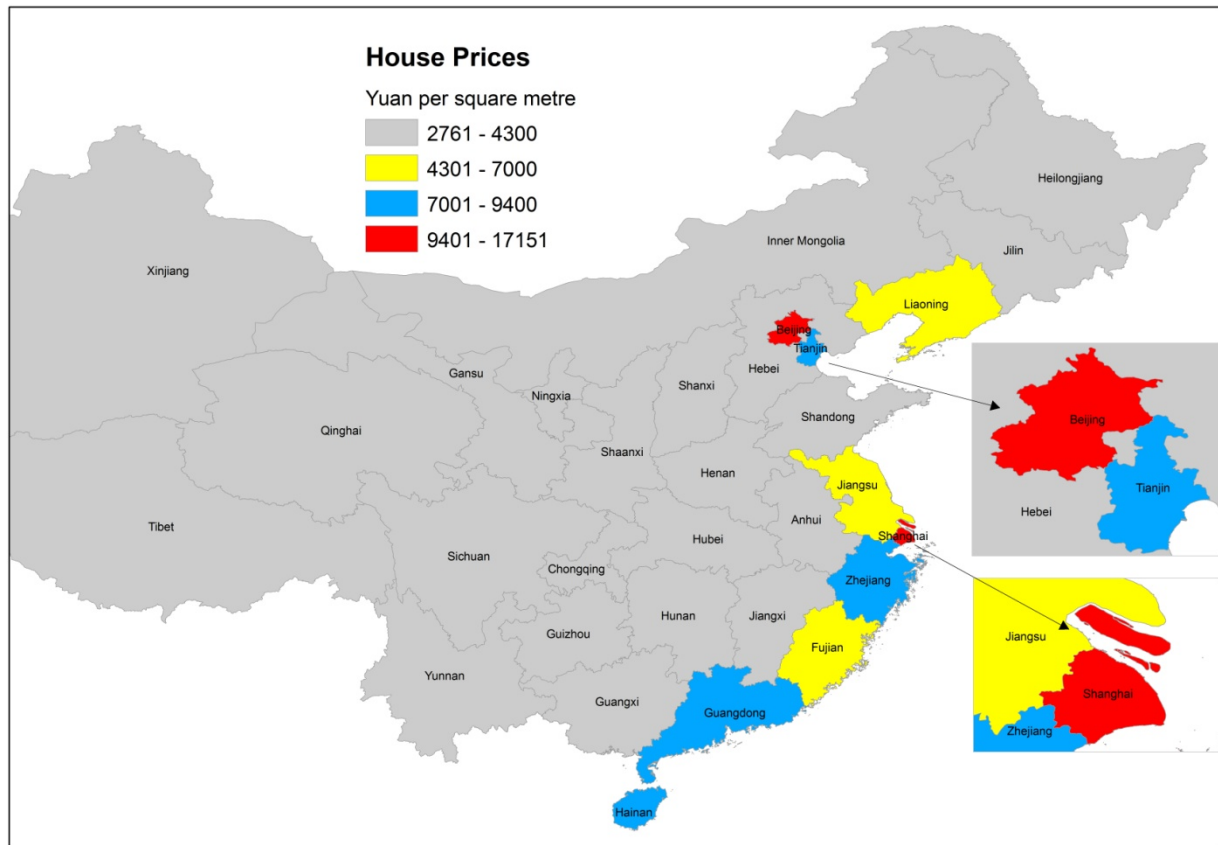 House Prices
Yuan per square metre
2761 - 4300
4301 - 7000
7001 - 9400
9401 - 17151
Heilongjiang
Inner Mongolia
Jilin
Xinjiang
Liaoning
Beijing
Tianjin
Hebei
Gansu
Ningxia
Shanxi
Shandong
Qinghai
Shaanxi
Henan
Jiangsu
Tibet
Anhui
Shanghai
Sichuan
Hubei
Chongqing
Zhejiang
Hunan
Jiangxi
Guizhou
Fujian
Yunnan
Guangxi
Guangdong
Hainan
Beijing
Tianjin
Hebei
Jiangsu
Shanghai
Zhejiang